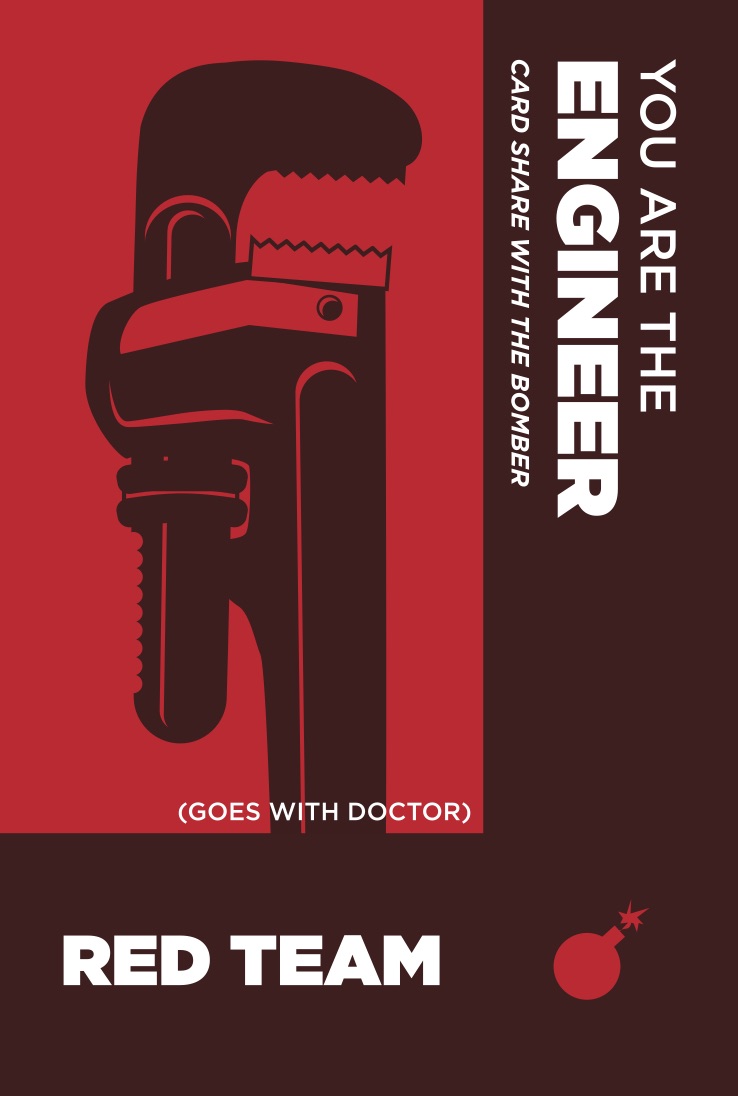 YOU ARE THE
ENGINEER
CARD SHARE WITH THE BOMBER
(GOES WITH DOCTOR)
RED TEAM